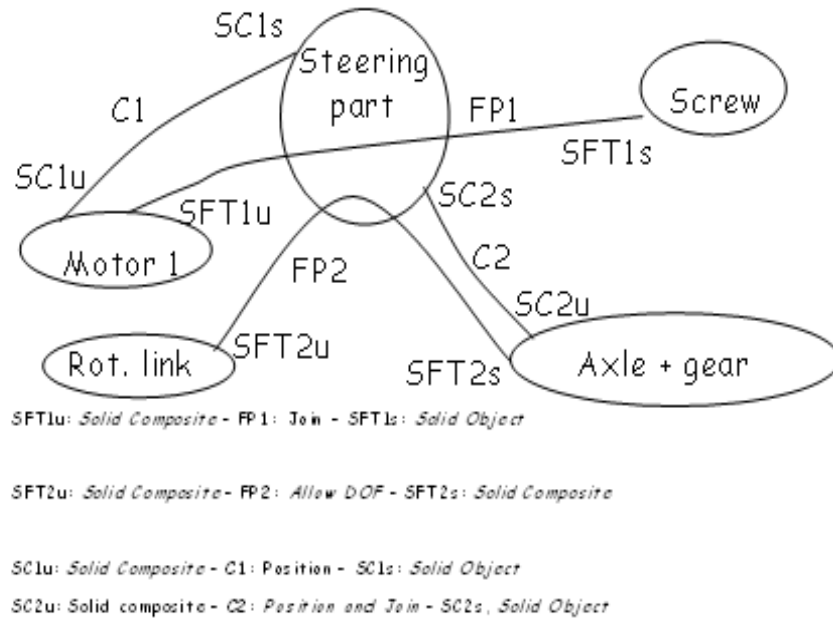 SC1s
Steering
part
C1
FP1
Screw
SC1u
SFT1u
SFT1s
SC2s
Motor 1
FP2
C2
SC2u
Rot. link
SFT2u
SFT2s
Axle + gear
SFT1u: Solid Composite - FP1: Join - SFT1s: Solid Object
SFT2u: Solid Composite - FP2: Allow DOF - SFT2s: Solid Composite
SC1u: Solid Composite - C1: Position - SC1s: Solid Object
SC2u: Solid composite - C2: Position and Join - SC2s, Solid Object